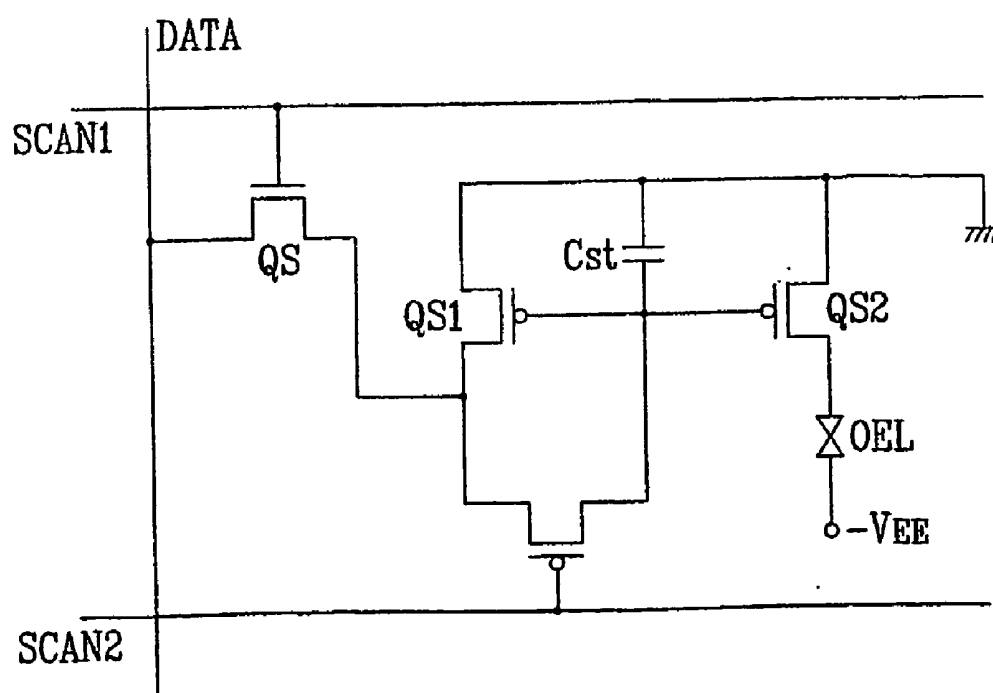 DATA
SCAN1
QS
Cst
QS1
QS2
OEL
-VEE
SCAN2